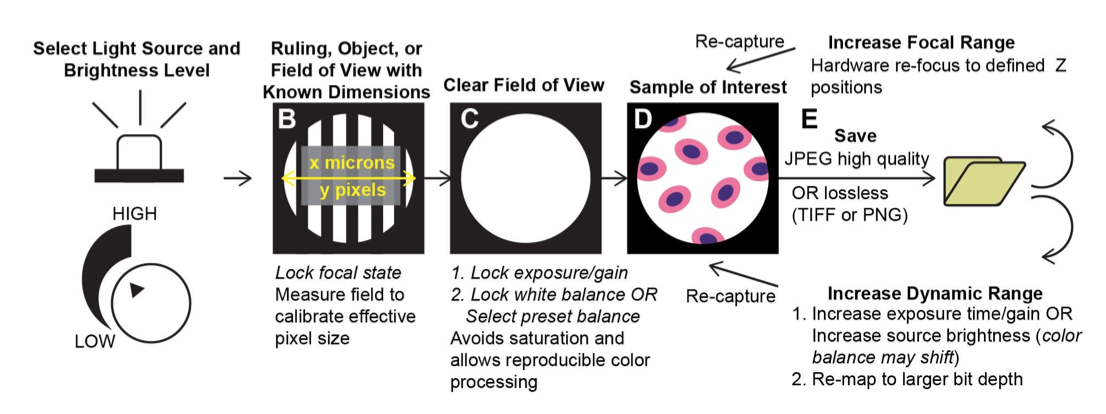 Select Light Source and
Brightness Level
HIGH
LOW
Ruling, Object, or
Field of View with
Known Dimensions
B
x microns
y pixels
Lock focal state
Measure field to
calibrate effective
pixel size
Clear Field of View
C
1. Lock exposure/gain
2. Lock white balance OR
Select preset balance
Avoids saturation and
allows reproducible color
processing
Sample of Interest
D
Re-capture
Increase Focal Range
Hardware re-focus to defined Z
positions
E
Save
JPEG high quality
OR lossless
(TIFF or PNG)
Re-capture
Increase Dynamic Range
1. Increase exposure time/gain OR
Increase source brightness (color
balance may shift)
2. Re-map to larger bit depth